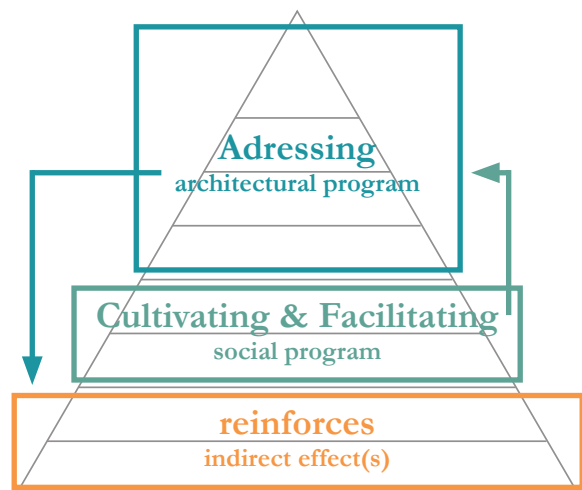 Adressing
architectural program
Cultivating & Facilitating
social program
reinforces
indirect effect(s)